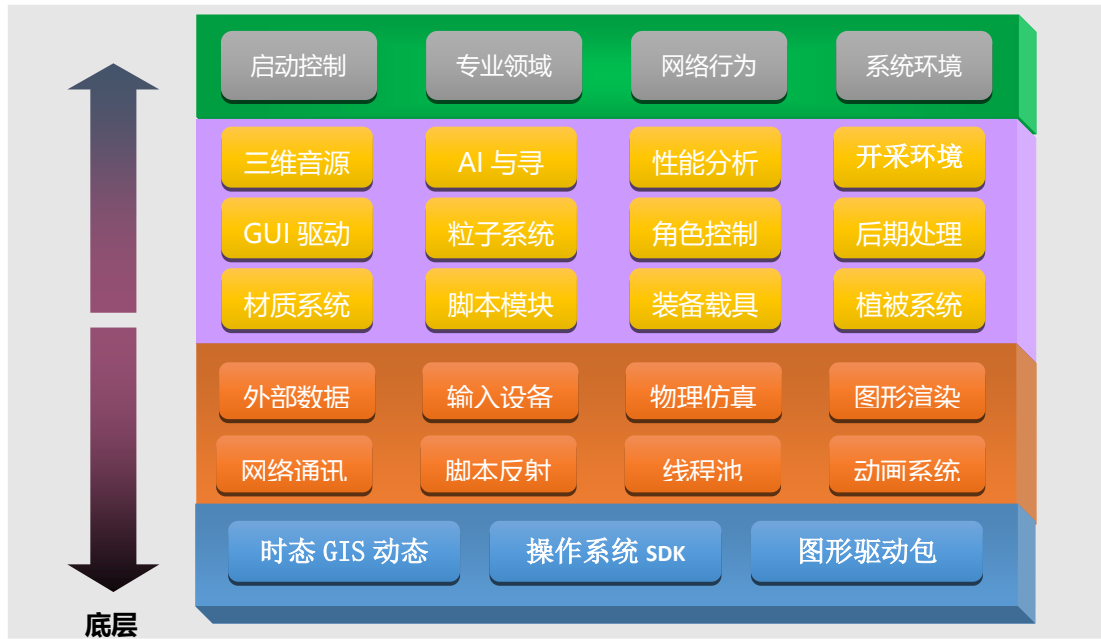 启动控制
专业领域
网络行为
系统环境
三维音源
AI 与寻
性能分析
开采环境
GUI 驱动
粒子系统
角色控制
后期处理
材质系统
脚本模块
装备载具
植被系统
外部数据
输入设备
物理仿真
图形渲染
网络通讯
脚本反射
线程池
动画系统
时态 GIS 动态
操作系统 SDK
图形驱动包
底层